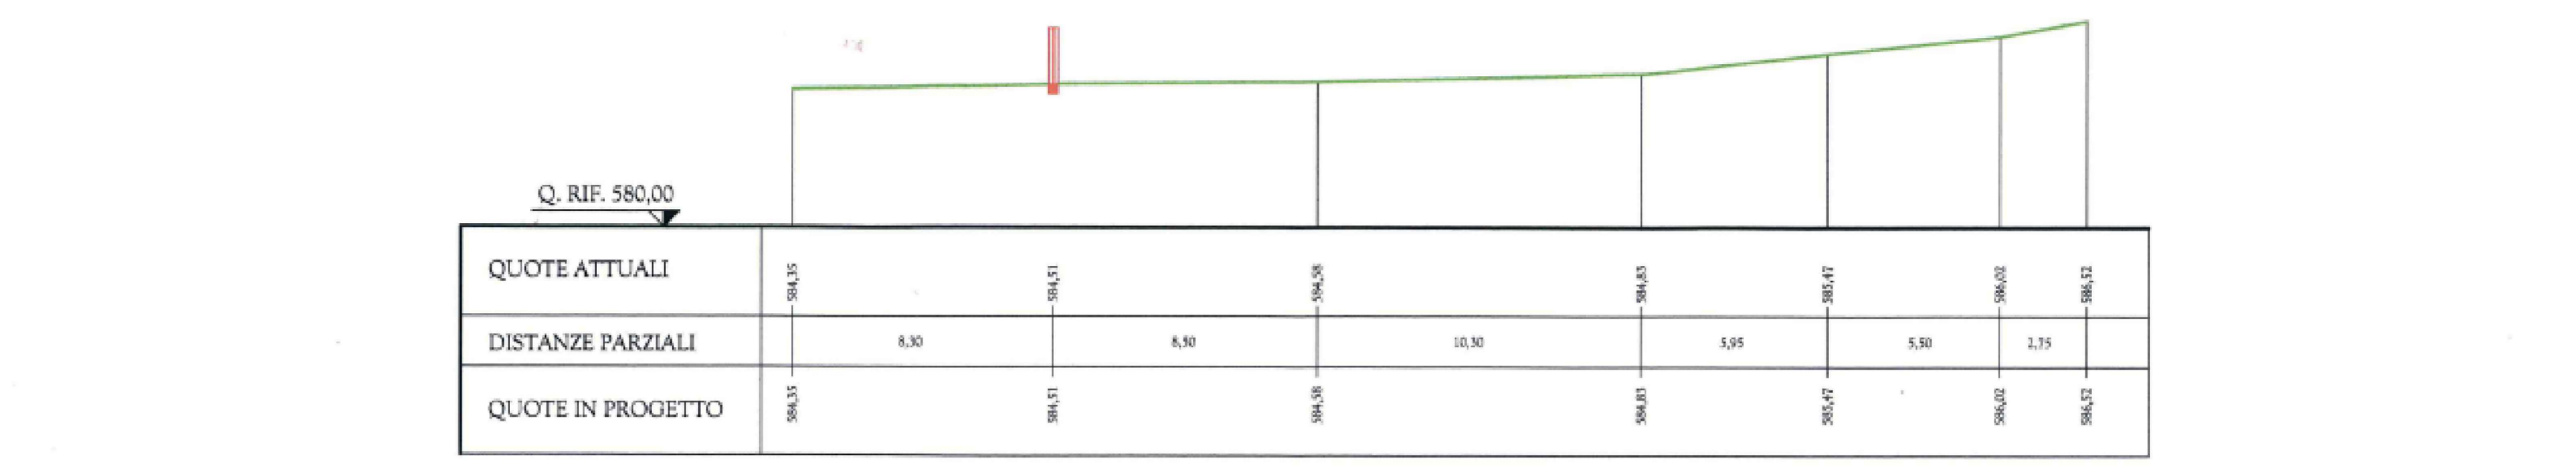 Q. RIF. 580,00
QUOTE ATTUALI 584,35 584,51 584,58 584,83 585,47 586,02 586,52
DISTANZE PARZIALI 8,30 8,50 10,30 5,95 5,50 2,75
QUOTE IN PROGETTO 584,35 584,51 584,58 584,83 585,47 586,02 586,52